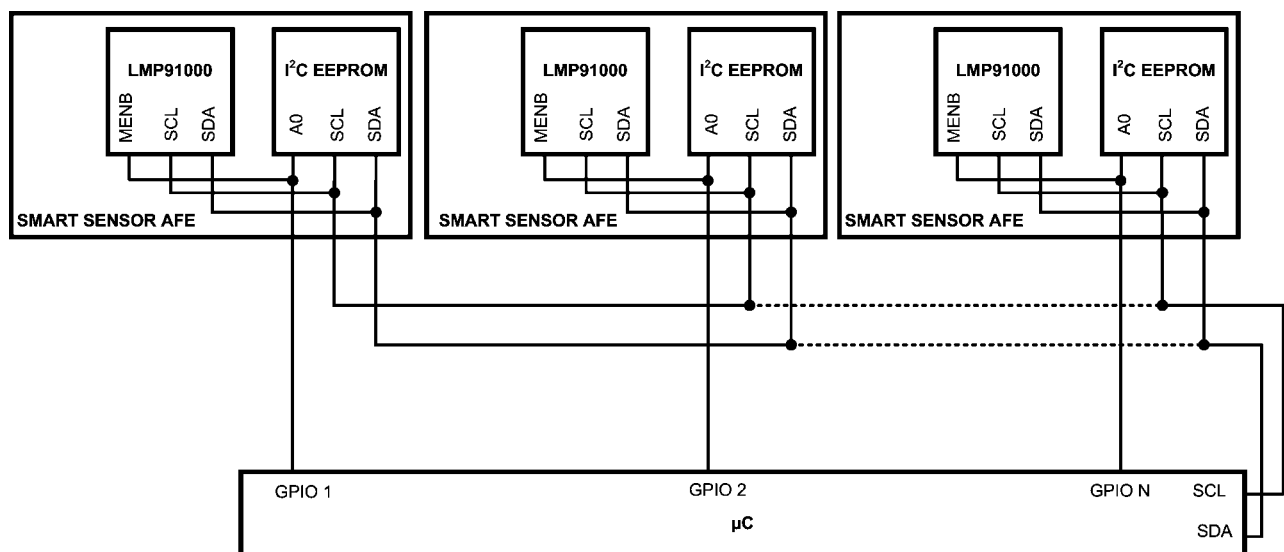 LMP91000
I²C EEPROM
MENB
SCL
SDA
A0
SCL
SDA
SMART SENSOR AFE
LMP91000
I²C EEPROM
MENB
SCL
SDA
A0
SCL
SDA
SMART SENSOR AFE
LMP91000
I²C EEPROM
MENB
SCL
SDA
A0
SCL
SDA
SMART SENSOR AFE
GPIO 1
GPIO 2
GPIO N
SCL
µC
SDA